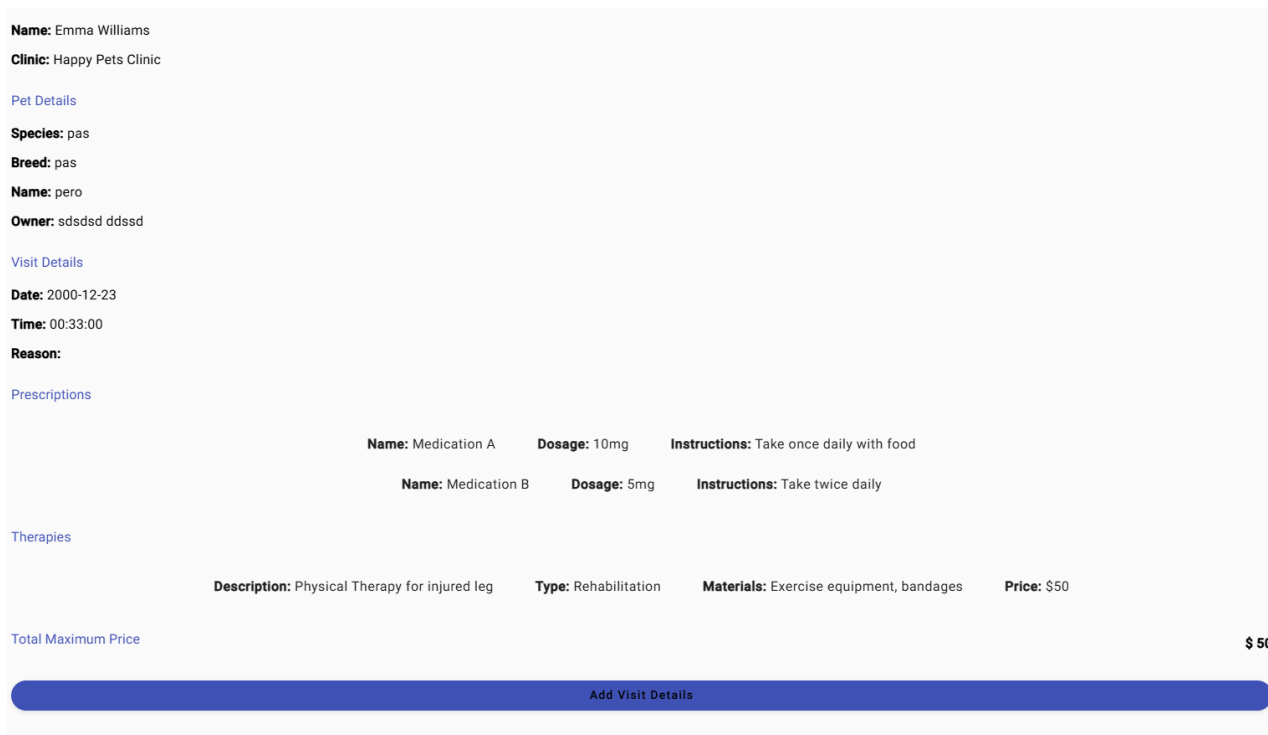 Name: Emma Williams
Clinic: Happy Pets Clinic
Pet Details
Species: pas
Breed: pas
Name: pero
Owner: sdsdsd ddssd
Visit Details
Date: 2000-12-23
Time: 00:33:00
Reason:
Prescriptions
Name: Medication A Dosage: 10mg Instructions: Take once daily with food
Name: Medication B Dosage: 5mg Instructions: Take twice daily
Therapies
Description: Physical Therapy for injured leg Type: Rehabilitation Materials: Exercise equipment, bandages Price: $50
Total Maximum Price $ 50
Add Visit Details